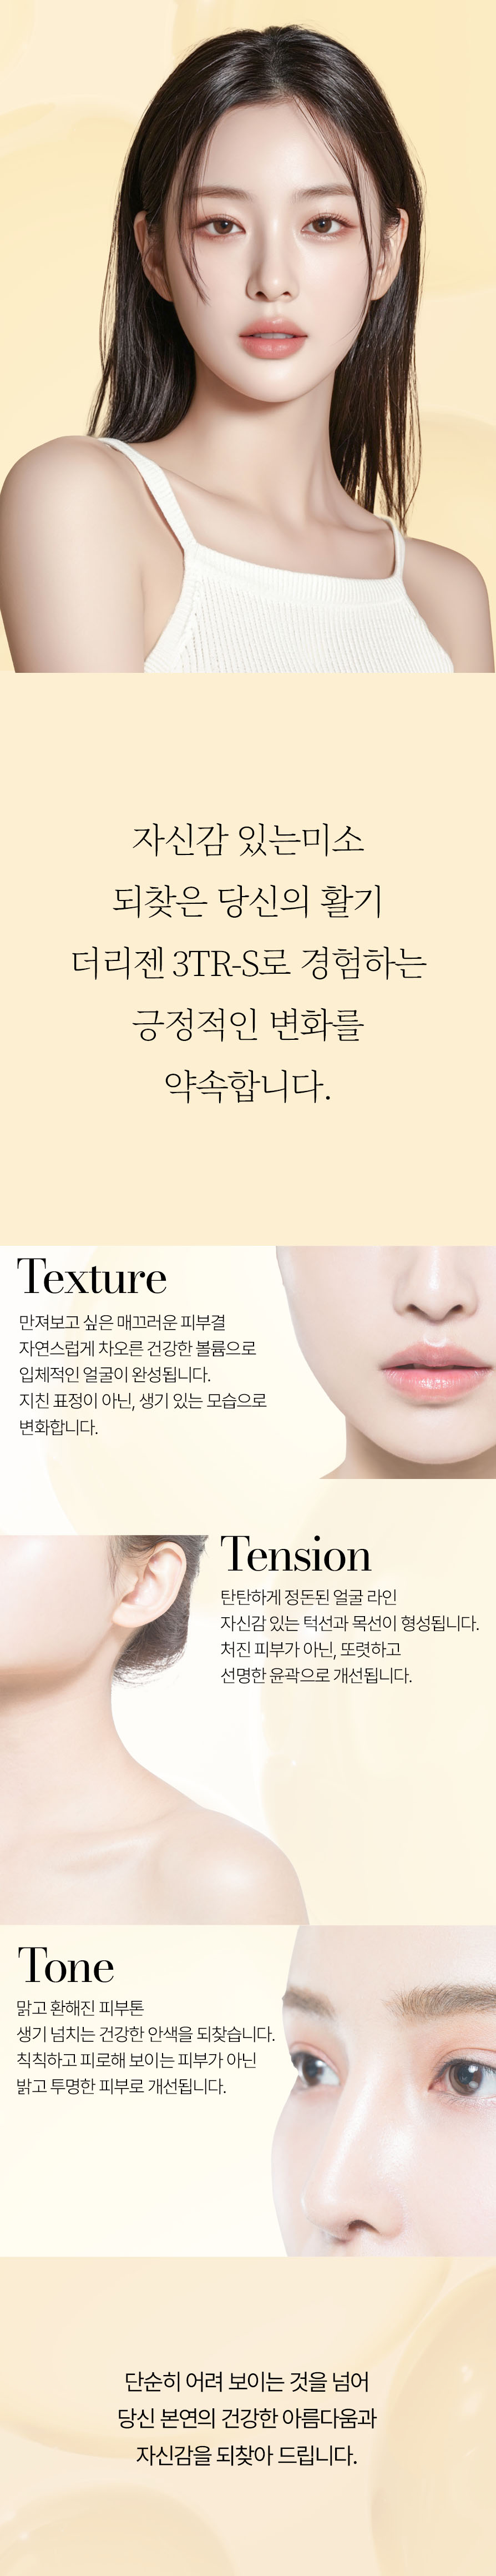 자신감 있는미소
되찾은 당신의 활기
더리젠 3TR-S로 경험하는
긍정적인 변화를
약속합니다.
Texture
만져보고 싶은 매끄러운 피부결
자연스럽게 차오른 건강한 볼륨으로
입체적인 얼굴이 완성됩니다.
지친 표정이 아닌, 생기 있는 모습으로
변화합니다.
Tension
탄탄하게 정돈된 얼굴 라인
자신감 있는 턱선과 목선이 형성됩니다.
처진 피부가 아닌, 또렷하고
선명한 윤곽으로 개선됩니다.
Tone
맑고 환해진 피부톤
생기 넘치는 건강한 안색을 되찾습니다.
칙칙하고 피로해 보이는 피부가 아닌
밝고 투명한 피부로 개선됩니다.
단순히 어려 보이는 것을 넘어
당신 본연의 건강한 아름다움과
자신감을 되찾아 드립니다.